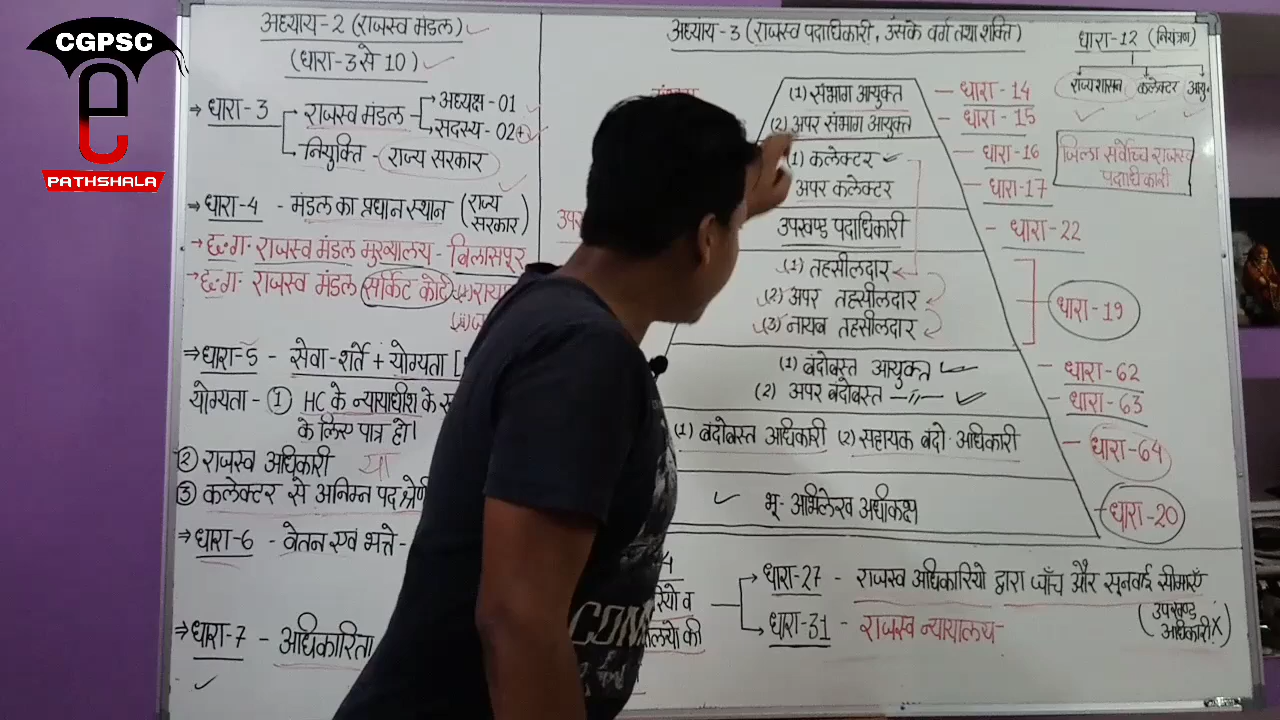 CGPSC
e
PATHSHALA
अध्याय-2 (राजस्व मंडल)
(धारा-3 से 10)
→ धारा-3
राजस्व मंडल
अध्यक्ष-01
सदस्य-02
नियुक्ति - राज्य सरकार
→ धारा-4 - मंडल का प्रधान स्थान (राज्य सरकार)
→ छ.ग. राजस्व मंडल मुख्यालय - बिलासपूर
→ छ.ग. राजस्व मंडल सर्किट कोर्ट
→ धारा-5 - सेवा-शर्ते + योग्यता
योग्यता - ① HC के न्यायाधीश के
के लिए पात्र हो।
② राजस्व अधिकारी या
③ कलेक्टर से अनिम्न पद श्रेणी
→ धारा-6 - वेतन एवं भत्ते -
→ धारा-7 - अधिकारिता
अध्याय-3 (राजस्व पदाधिकारी, उसके वर्ग तथा शक्ति)
(1) संभाग आयुक्त - धारा-14
(2) अपर संभाग आयुक्त - धारा-15
(1) कलेक्टर - धारा-16
अपर कलेक्टर - धारा-17
उपखण्ड पदाधिकारी - धारा-22
(1) तहसीलदार
(2) अपर तहसीलदार
(3) नायब तहसीलदार
धारा-19
(1) बंदोबस्त आयुक्त - धारा-62
(2) अपर बंदोबस्त -〃- - धारा-63
(1) बंदोबस्त अधिकारी (2) सहायक बंदो. अधिकारी - धारा-64
भू-अभिलेख अधीक्षक - धारा-20
धारा-12 (नियंत्रण)
राज्य शासन कलेक्टर
जिला सर्वोच्च राजस्व
पदाधिकारी
धारा-27 - राजस्व अधिकारियो द्वारा जाँच और सूनवाई सीमाएँ
(उपखण्ड
अधिकारी X)
धारा-31 - राजस्व न्यायालय